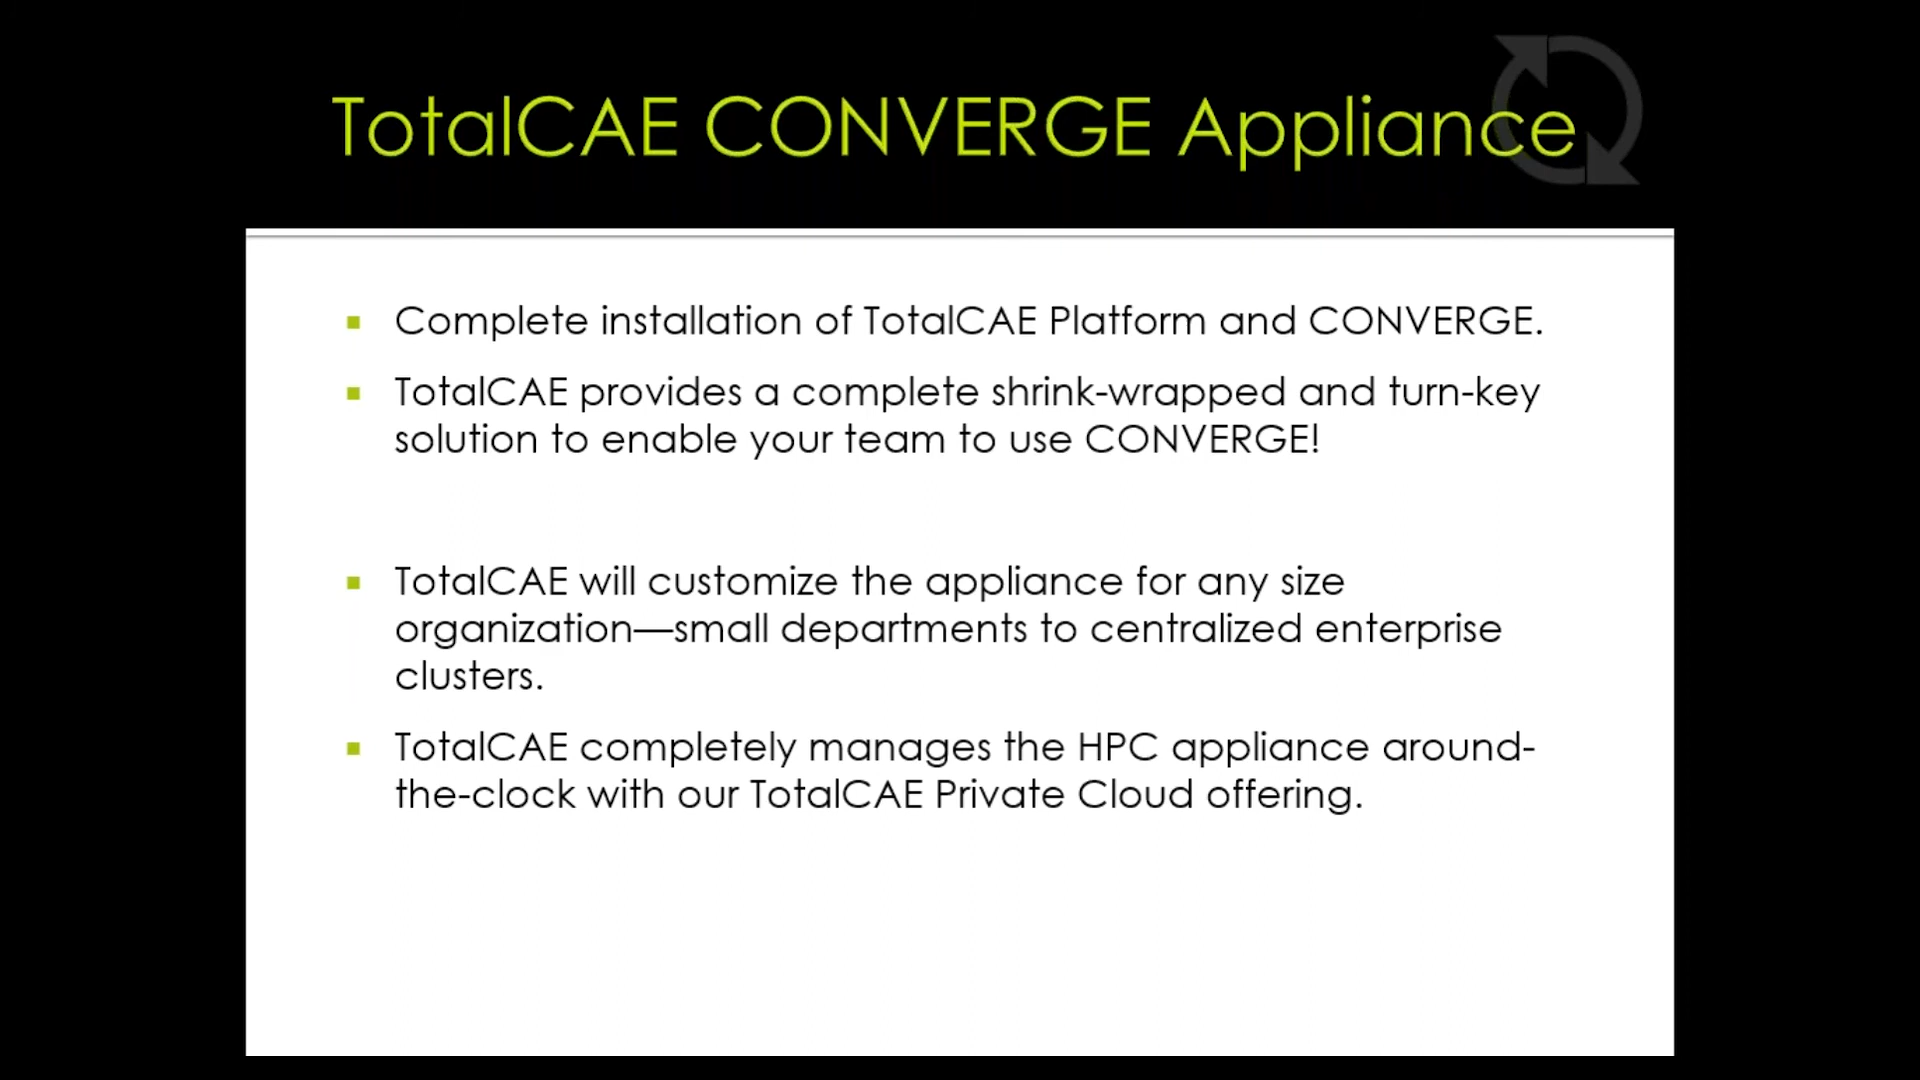 TotalCAE CONVERGE Appliance
Complete installation of TotalCAE Platform and CONVERGE.
TotalCAE provides a complete shrink-wrapped and turn-key
solution to enable your team to use CONVERGE!
TotalCAE will customize the appliance for any size
organization—small departments to centralized enterprise
clusters.
TotalCAE completely manages the HPC appliance around-
the-clock with our TotalCAE Private Cloud offering.